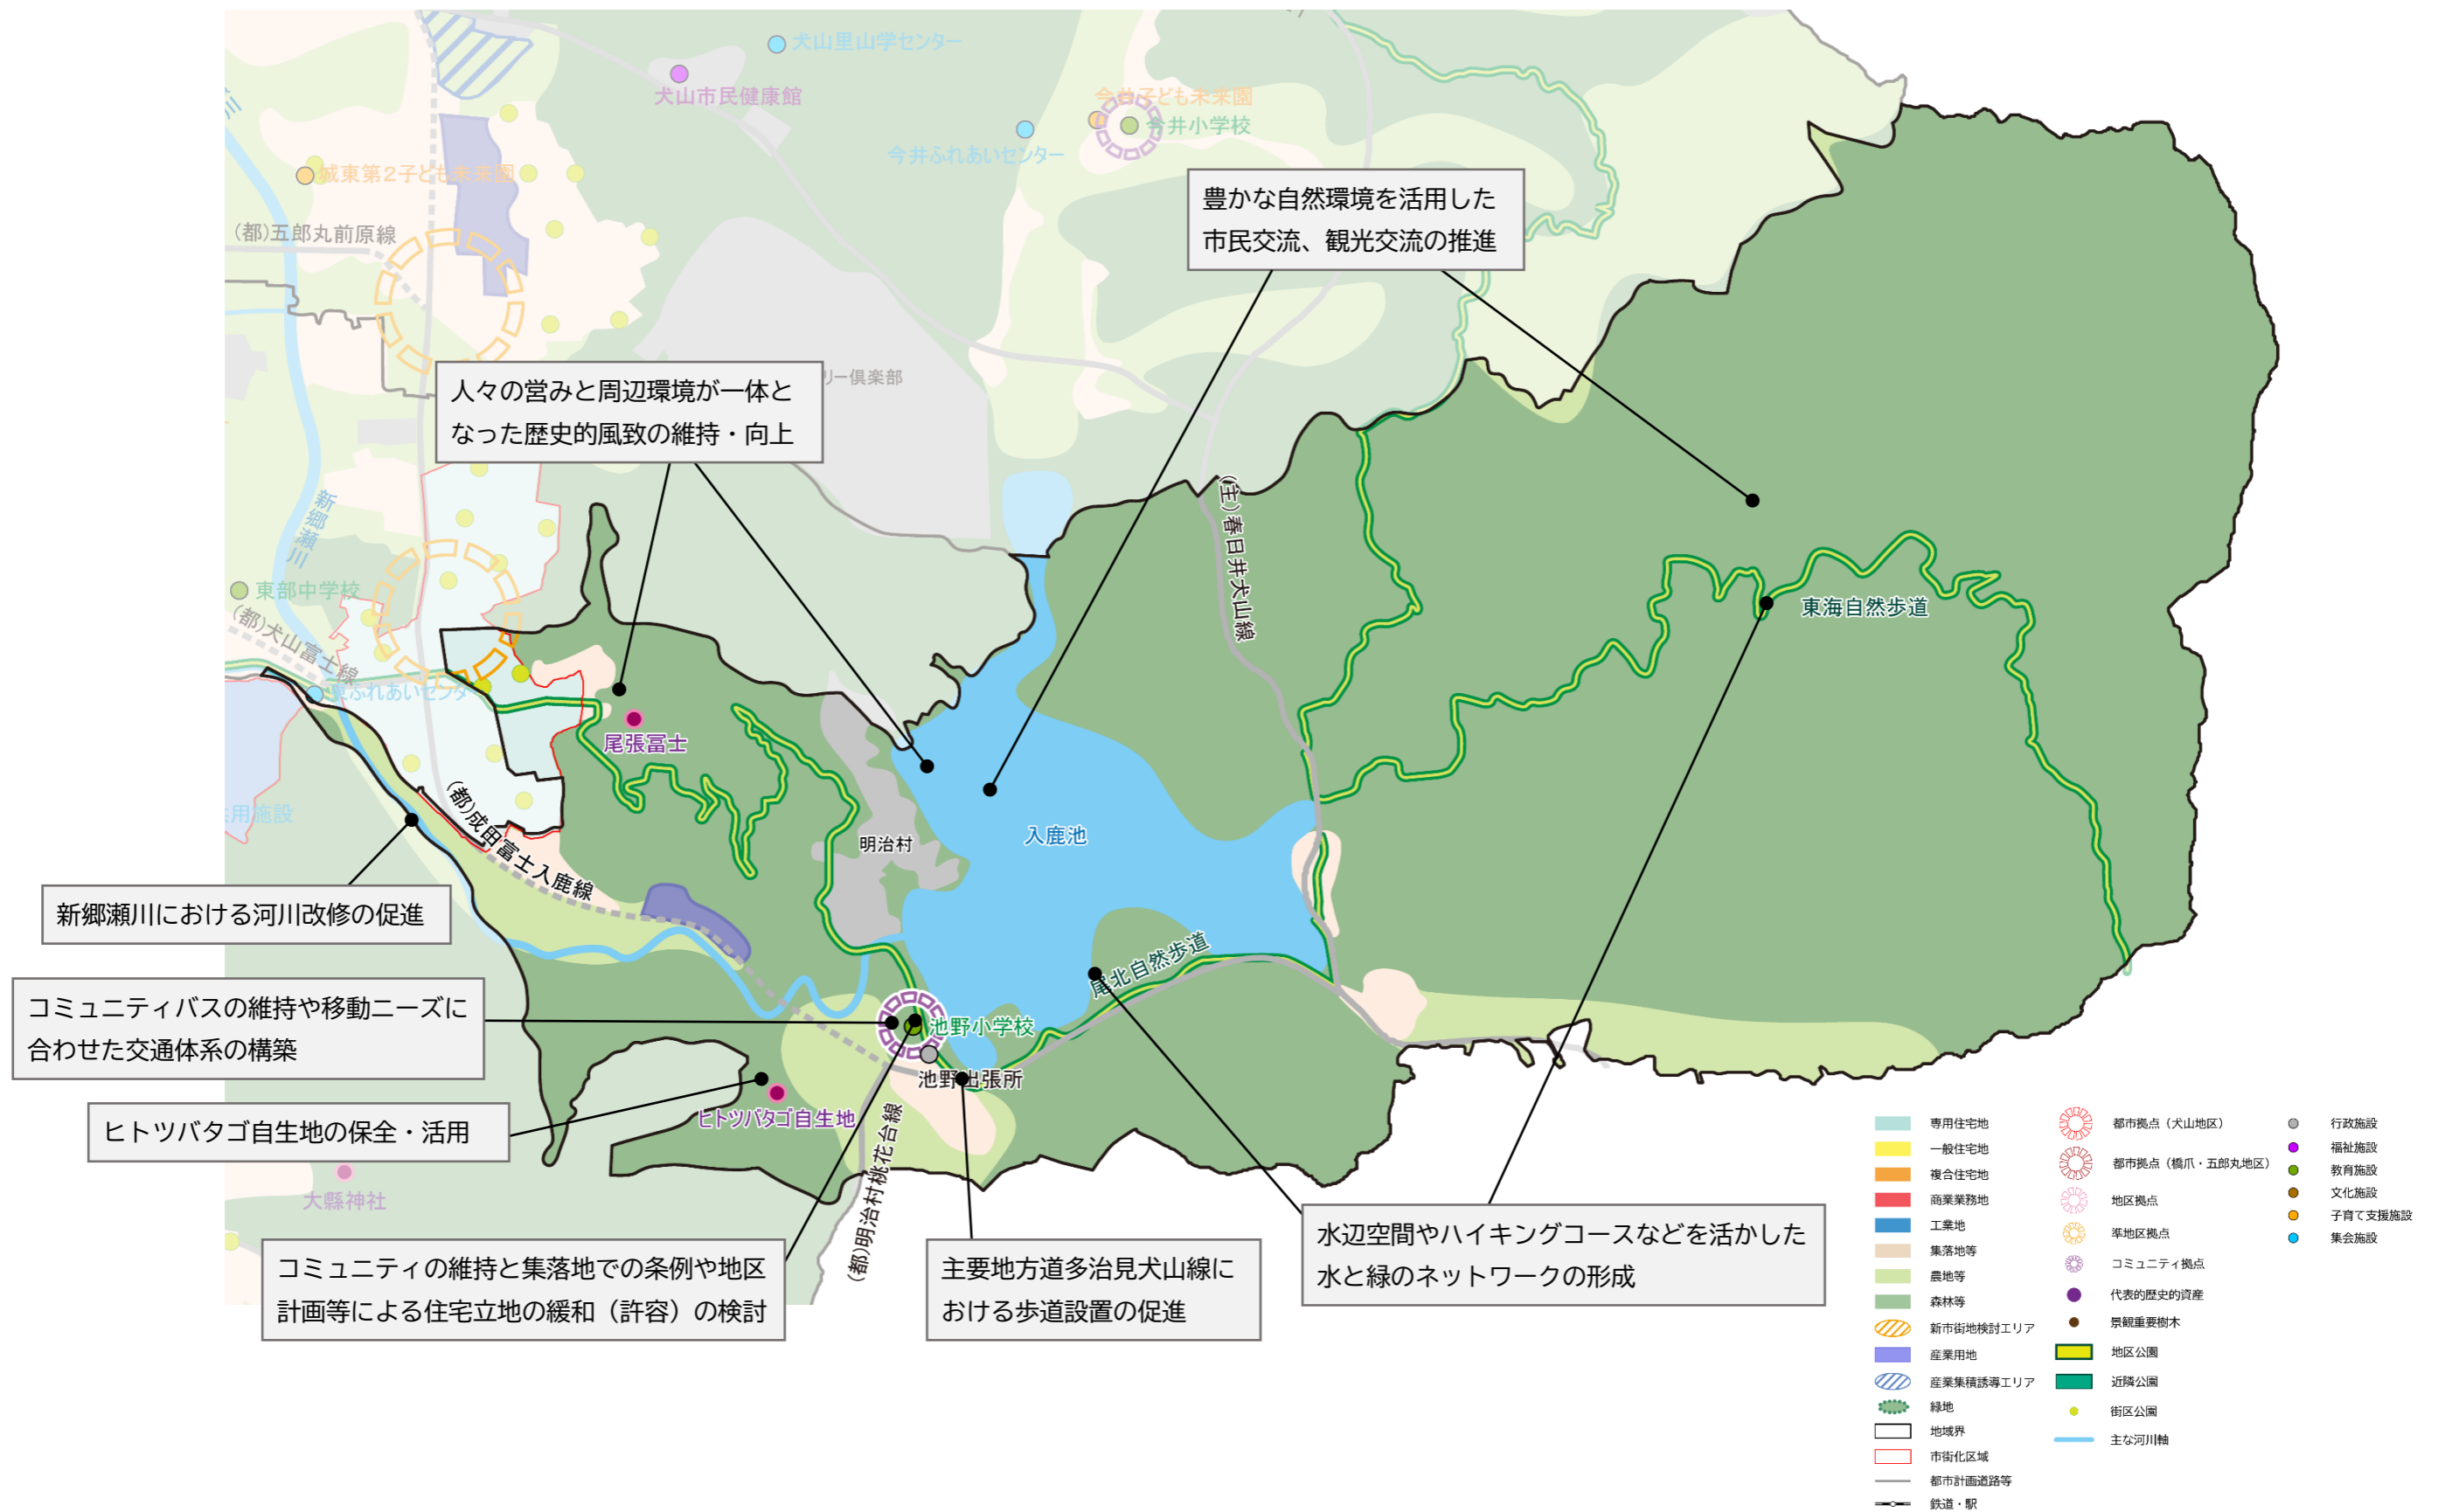 犬山里山学センター
犬山市民健康館
今井子ども未来園
今井小学校
今井ふれあいセンター
城東第2子ども未来園
(都)五郎丸前原線
豊かな自然環境を活用した
市民交流、観光交流の推進
リー倶楽部
人々の営みと周辺環境が一体と
なった歴史的風致の維持・向上
新郷瀬川
(主)春日井犬山線
東部中学校
(都)犬山富士線
東海自然歩道
東ふれあいセンタ
尾張冨士
用施設
(都)成田富士入鹿線
明治村
入鹿池
新郷瀬川における河川改修の促進
尾北自然歩道
コミュニティバスの維持や移動ニーズに
合わせた交通体系の構築
池野小学校
池野出張所
ヒトツバタゴ自生地の保全・活用
ヒトツバタゴ自生地
(都)明治村桃花台線
大縣神社
コミュニティの維持と集落地での条例や地区
計画等による住宅立地の緩和（許容）の検討
主要地方道多治見犬山線に
おける歩道設置の促進
水辺空間やハイキングコースなどを活かした
水と緑のネットワークの形成
専用住宅地
一般住宅地
複合住宅地
商業業務地
工業地
集落地等
農地等
森林等
新市街地検討エリア
産業用地
産業集積誘導エリア
緑地
地域界
市街化区域
都市計画道路等
鉄道・駅
都市拠点（犬山地区）
都市拠点（橋爪・五郎丸地区）
地区拠点
準地区拠点
コミュニティ拠点
代表的歴史的資産
景観重要樹木
地区公園
近隣公園
街区公園
主な河川軸
行政施設
福祉施設
教育施設
文化施設
子育て支援施設
集会施設